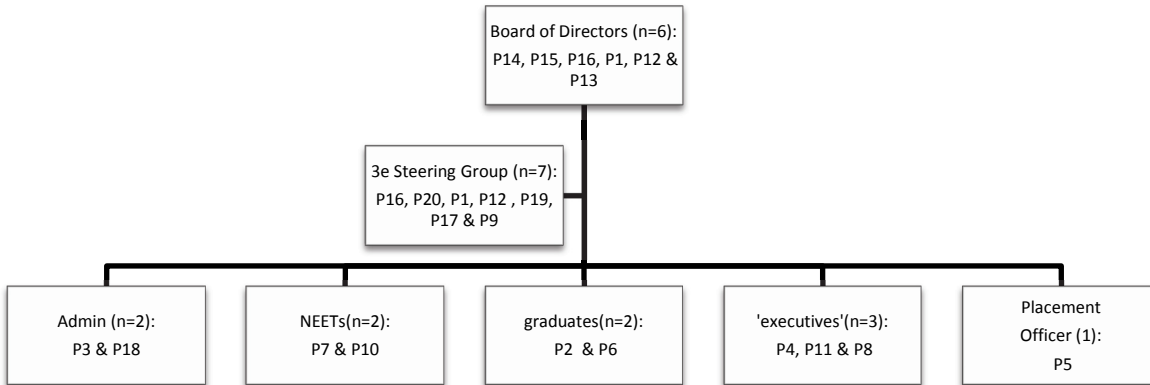 Board of Directors (n=6):
P14, P15, P16, P1, P12 &
P13
3e Steering Group (n=7):
P16, P20, P1, P12 , P19,
P17 & P9
Admin (n=2):
P3 & P18
NEETs(n=2):
P7 & P10
graduates(n=2):
P2 & P6
'executives'(n=3):
P4, P11 & P8
Placement
Officer (1):
P5